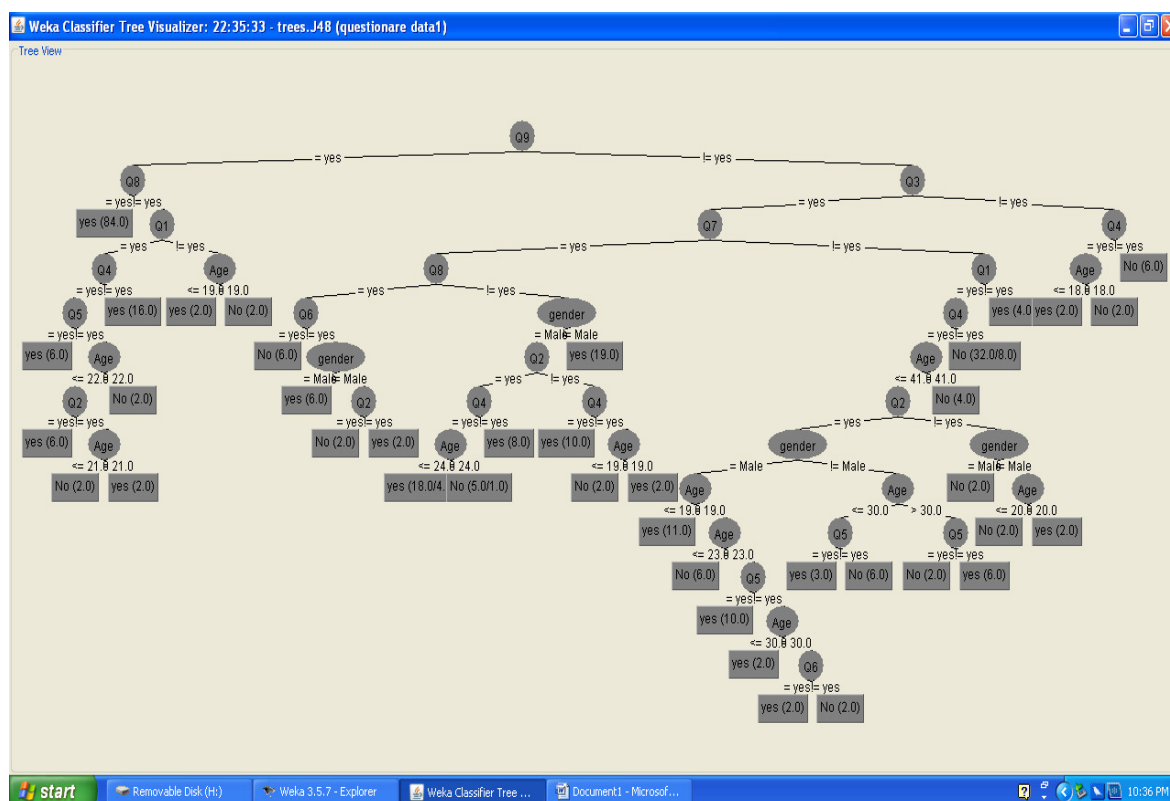 Weka Classifier Tree Visualizer: 22:35:33 - trees.J48 (questionare data1)
Tree View
Q9
= yes != yes
Q8 Q3
= yes != yes = yes != yes
yes (84.0) Q1 Q7 Q4
= yes != yes = yes != yes = yes != yes
Q4 Age Q8 Q1 Age No (6.0)
= yes != yes <= 19.0 19.0 = yes != yes = yes != yes <= 18.0 18.0
Q5 yes (16.0) yes (2.0) No (2.0) Q6 gender Q4 yes (4.0 yes (2.0) No (2.0)
= yes != yes = yes != yes = Male != Male = yes != yes
yes (6.0) Age No (6.0) gender Q2 yes (19.0) Age No (32.0/8.0)
<= 22.0 22.0 = Male != Male = yes != yes <= 41.0 41.0
Q2 No (2.0) yes (6.0) Q2 Q4 Q4 Q2 No (4.0)
= yes != yes = yes != yes = yes != yes = yes != yes = yes != yes
yes (6.0) Age No (2.0) yes (2.0) Age yes (8.0) yes (10.0) Age gender gender
<= 21.0 21.0 <= 24.0 24.0 <= 19.0 19.0 = Male != Male = Male != Male
No (2.0) yes (2.0) yes (18.0/4. No (5.0/1.0) No (2.0) yes (2.0) Age Age No (2.0) Age
<= 19.0 19.0 <= 30.0 > 30.0 <= 20.0 20.0
yes (11.0) Age Q5 Q5 No (2.0) yes (2.0)
<= 23.0 23.0 = yes != yes = yes != yes
No (6.0) Q5 yes (3.0) No (6.0) No (2.0) yes (6.0)
= yes != yes
yes (10.0) Age
<= 30.0 30.0
yes (2.0) Q6
= yes != yes
yes (2.0) No (2.0)
start Removable Disk (H:) Weka 3.5.7 - Explorer Weka Classifier Tree ... Document1 - Microsof... 10:36 PM